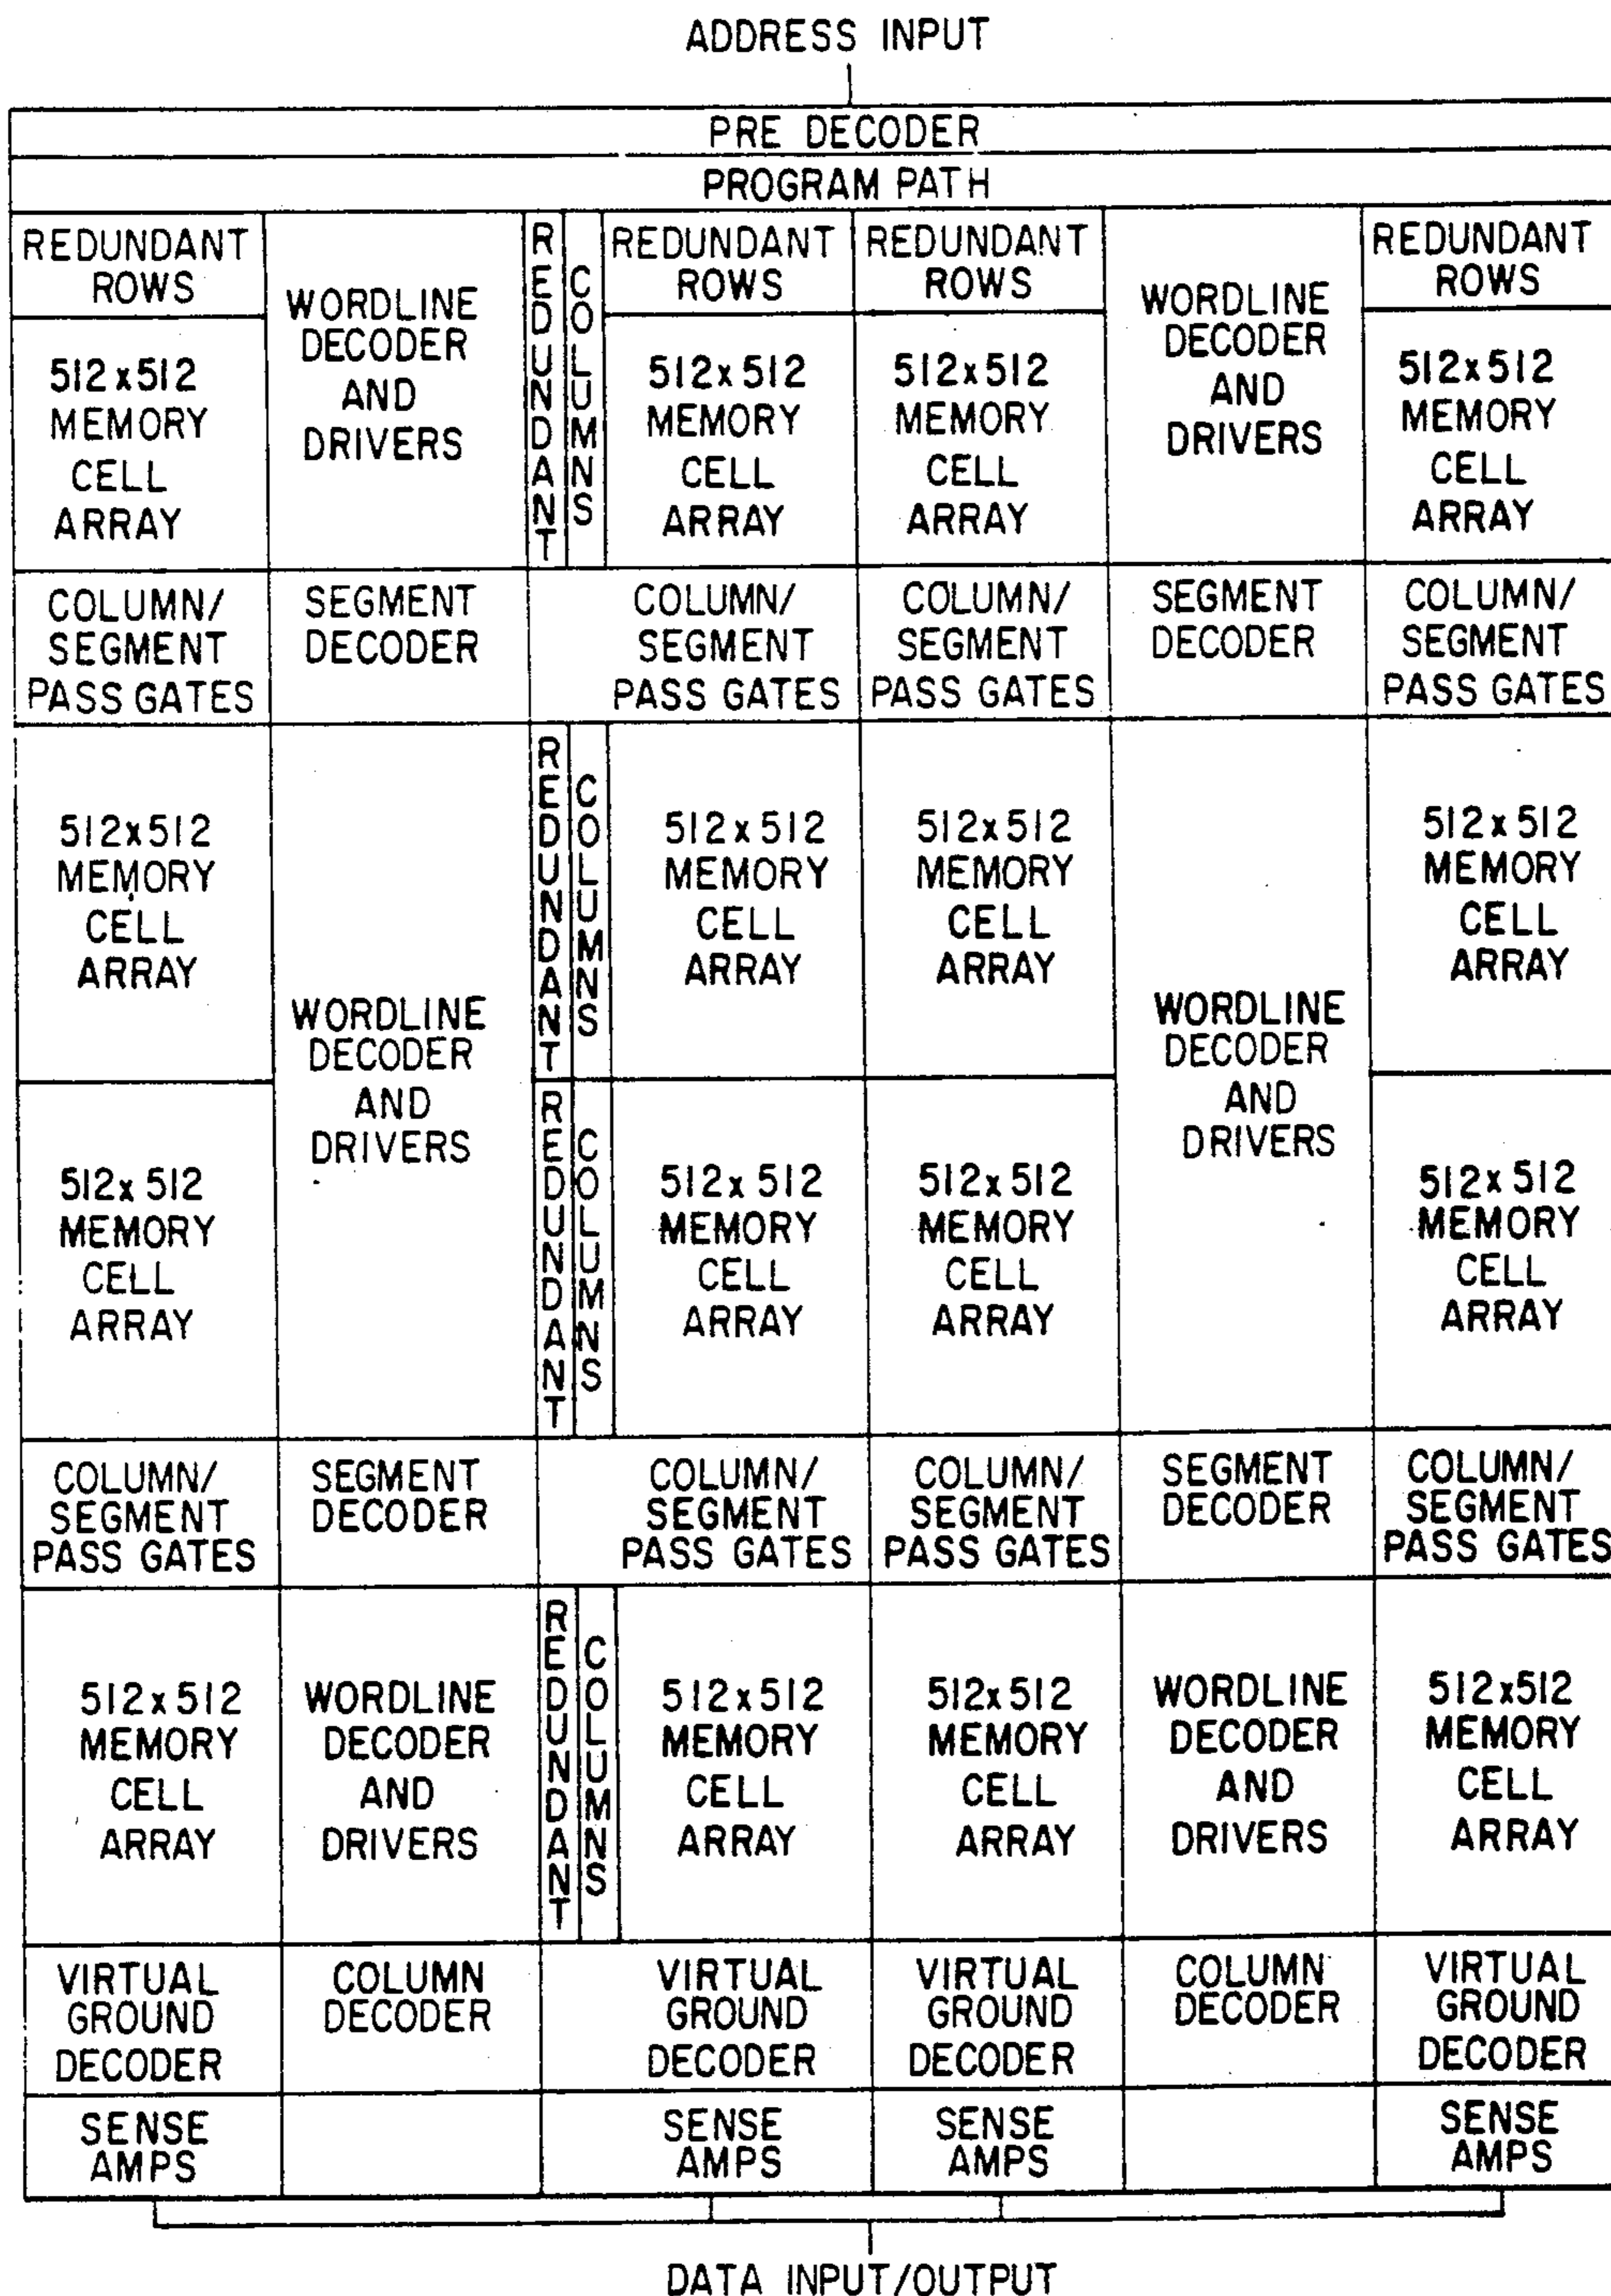 ADDRESS INPUT
PRE DECODER
PROGRAM PATH
REDUNDANT
ROWS
512x512
MEMORY
CELL
ARRAY
WORDLINE
DECODER
AND
DRIVERS
REDUNDANT
COLUMNS
REDUNDANT
ROWS
512x512
MEMORY
CELL
ARRAY
REDUNDANT
ROWS
512x512
MEMORY
CELL
ARRAY
WORDLINE
DECODER
AND
DRIVERS
REDUNDANT
ROWS
512x512
MEMORY
CELL
ARRAY
COLUMN/
SEGMENT
PASS GATES
SEGMENT
DECODER
COLUMN/
SEGMENT
PASS GATES
COLUMN/
SEGMENT
PASS GATES
SEGMENT
DECODER
COLUMN/
SEGMENT
PASS GATES
512x512
MEMORY
CELL
ARRAY
512x512
MEMORY
CELL
ARRAY
WORDLINE
DECODER
AND
DRIVERS
REDUNDANT
COLUMNS
REDUNDANT
COLUMNS
512x512
MEMORY
CELL
ARRAY
512x512
MEMORY
CELL
ARRAY
512x512
MEMORY
CELL
ARRAY
512x512
MEMORY
CELL
ARRAY
WORDLINE
DECODER
AND
DRIVERS
512x512
MEMORY
CELL
ARRAY
512x512
MEMORY
CELL
ARRAY
COLUMN/
SEGMENT
PASS GATES
SEGMENT
DECODER
COLUMN/
SEGMENT
PASS GATES
COLUMN/
SEGMENT
PASS GATES
SEGMENT
DECODER
COLUMN/
SEGMENT
PASS GATES
512x512
MEMORY
CELL
ARRAY
WORDLINE
DECODER
AND
DRIVERS
REDUNDANT
COLUMNS
512x512
MEMORY
CELL
ARRAY
512x512
MEMORY
CELL
ARRAY
WORDLINE
DECODER
AND
DRIVERS
512x512
MEMORY
CELL
ARRAY
VIRTUAL
GROUND
DECODER
COLUMN
DECODER
VIRTUAL
GROUND
DECODER
VIRTUAL
GROUND
DECODER
COLUMN
DECODER
VIRTUAL
GROUND
DECODER
SENSE
AMPS
SENSE
AMPS
SENSE
AMPS
SENSE
AMPS
DATA INPUT/OUTPUT